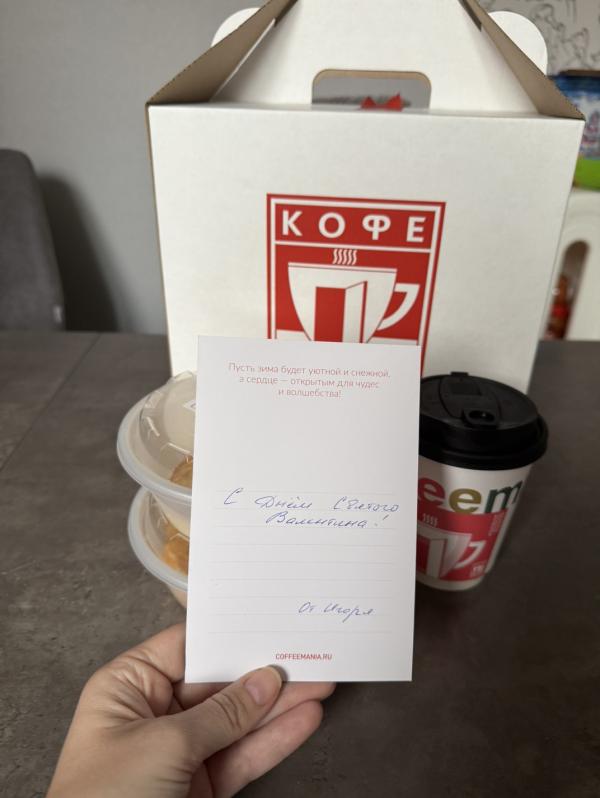 КОФЕ
Пусть зима будет уютной и снежной,
а сердце — открытым для чудес
и волшебства!
С Днём Святого
Валентина!
От Игоря
COFFEEMANIA.RU
eem